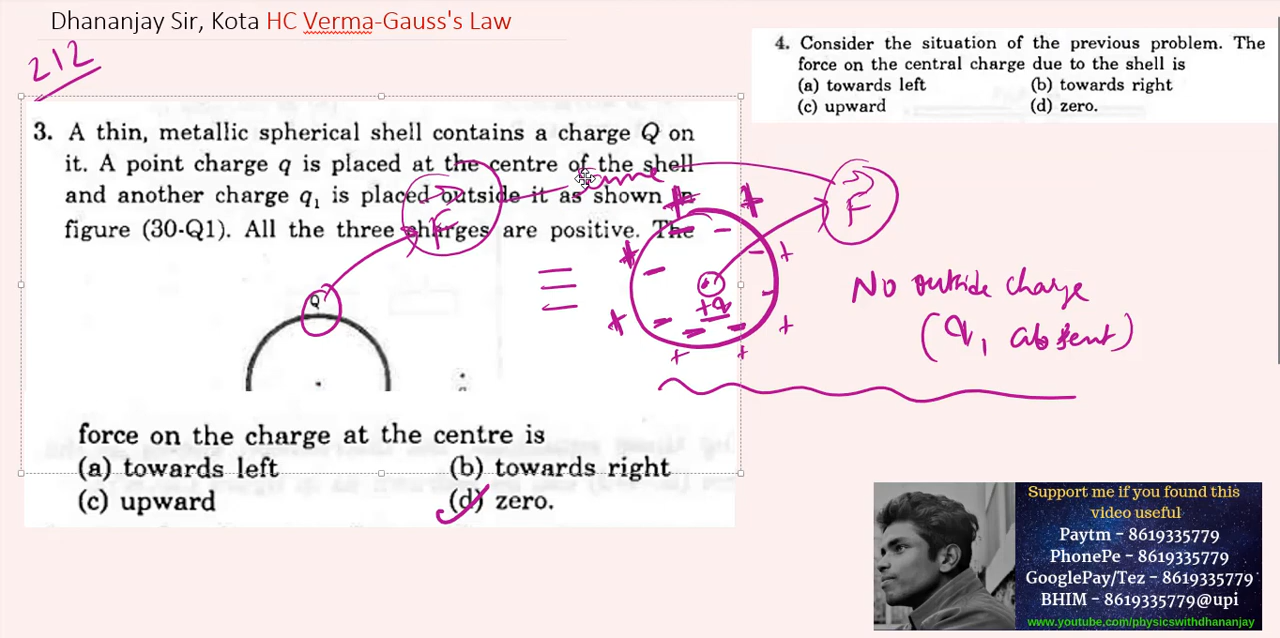 Dhananjay Sir, Kota HC Verma-Gauss's Law
212
4. Consider the situation of the previous problem. The
force on the central charge due to the shell is
(a) towards left (b) towards right
(c) upward (d) zero.
3. A thin, metallic spherical shell contains a charge Q on
it. A point charge q is placed at the centre of the shell
and another charge q₁ is placed outside it as shown in
figure (30-Q1). All the three charges are positive. The
same
F
F
Q
+q
No outside charge
(q₁ absent)
force on the charge at the centre is
(a) towards left (b) towards right
(c) upward (d) zero.
Support me if you found this
video useful
Paytm - 8619335779
PhonePe - 8619335779
GooglePay/Tez - 8619335779
BHIM - 8619335779@upi
www.youtube.com/physicswithdhananjay